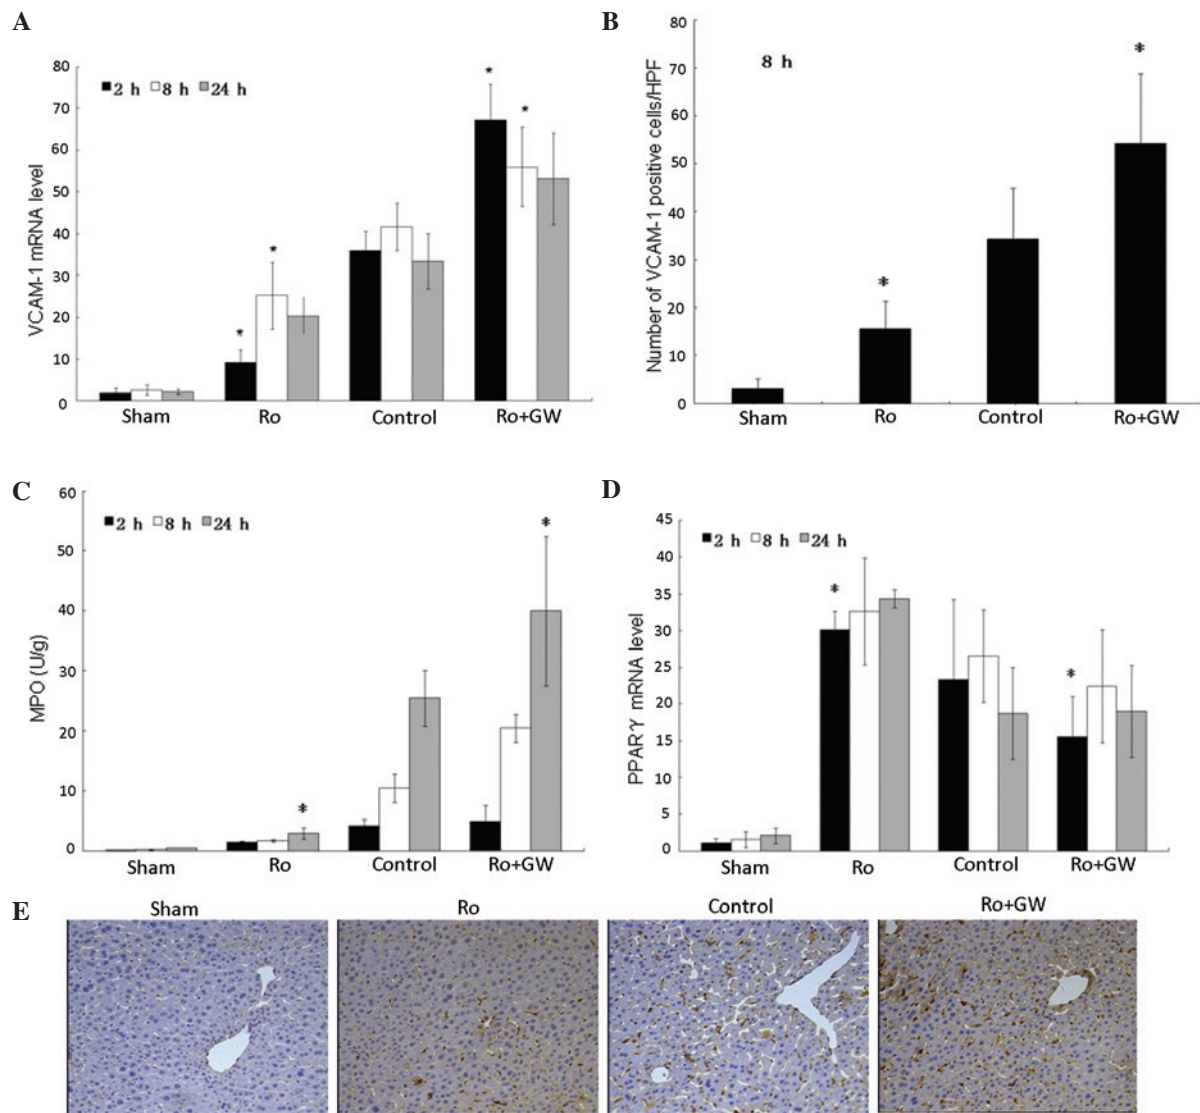 A
VCAM-1 mRNA level
80
70
60
50
40
30
20
10
0
2 h 8 h 24 h
*
*
*
*
Sham Ro Control Ro+GW
B
Number of VCAM-1 positive cells/HPF
80
70
60
50
40
30
20
10
0
8 h
*
*
Sham Ro Control Ro+GW
C
MPO (U/g)
60
50
40
30
20
10
0
2 h 8 h 24 h
*
*
Sham Ro Control Ro+GW
D
PPARγ mRNA level
45
40
35
30
25
20
15
10
5
0
2 h 8 h 24 h
*
*
Sham Ro Control Ro+GW
E
Sham Ro Control Ro+GW